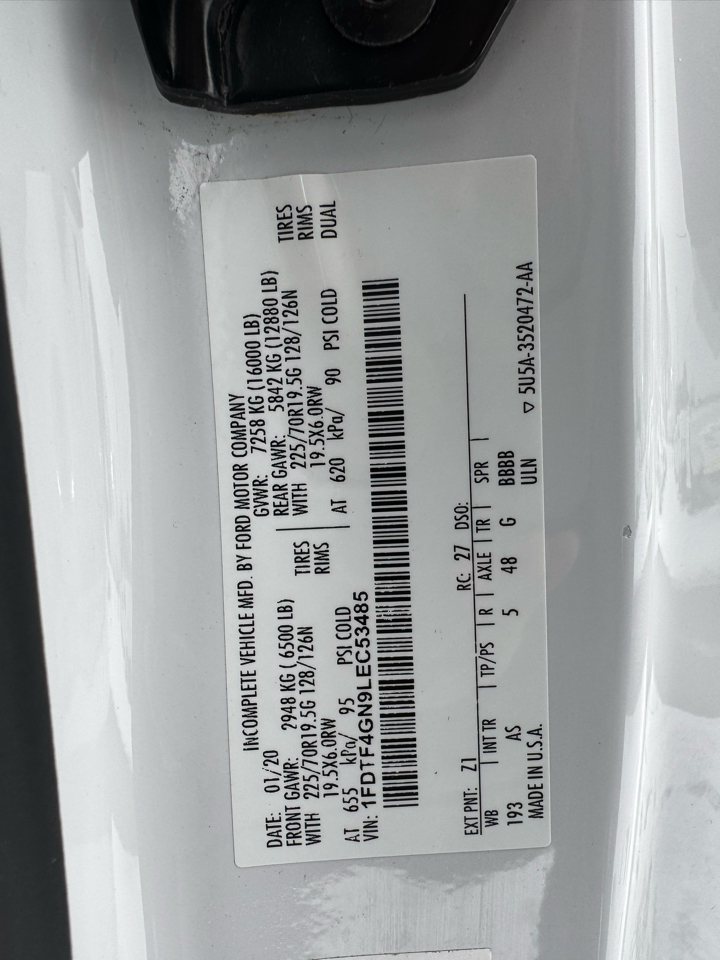 INCOMPLETE VEHICLE MFD. BY FORD MOTOR COMPANY
DATE: 01/20 GVWR: 7258 KG (16000 LB)
FRONT GAWR: 2948 KG ( 6500 LB) REAR GAWR: 5842 KG (12880 LB)
WITH 225/70R19.5G 128/126N TIRES WITH 225/70R19.5G 128/126N TIRES
19.5X6.0RW RIMS 19.5X6.0RW RIMS
AT 655 kPa/ 95 PSI COLD AT 620 kPa/ 90 PSI COLD DUAL
VIN: 1FDTF4GN9LEC53485
EXT PNT: Z1 RC: 27 DSO:
WB | INT TR | TP/PS | R | AXLE | TR | SPR |
193 AS 5 48 G BBBB
MADE IN U.S.A. ULN
▽ 5U5A-3520472-AA